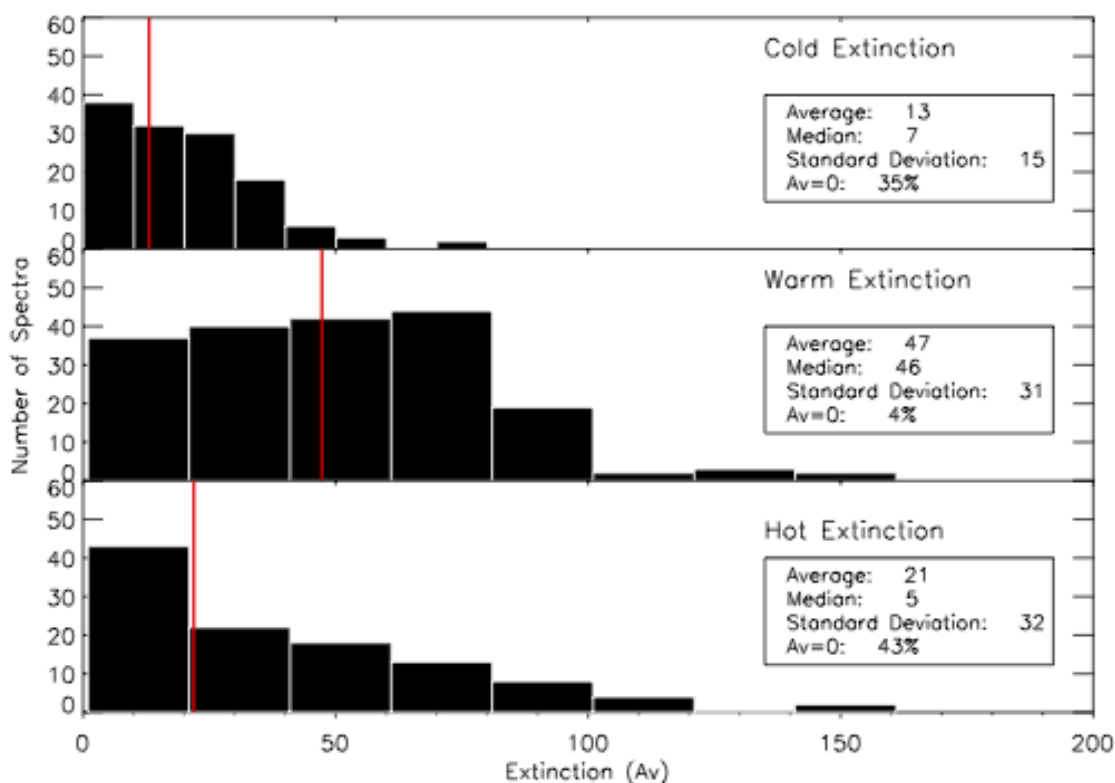 60
50
40
30
20
10
0
Cold Extinction
Average: 13
Median: 7
Standard Deviation: 15
Av=0: 35%
60
50
40
30
20
10
0
Warm Extinction
Average: 47
Median: 46
Standard Deviation: 31
Av=0: 4%
60
50
40
30
20
10
0
Hot Extinction
Average: 21
Median: 5
Standard Deviation: 32
Av=0: 43%
Number of Spectra
0 50 100 150 200
Extinction (Av)